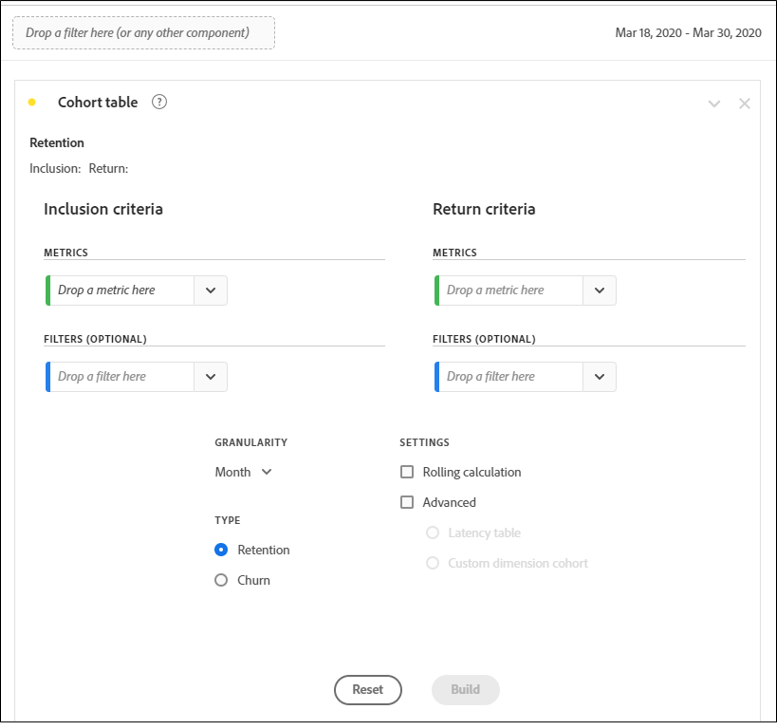 Drop a filter here (or any other component)
Mar 18, 2020 - Mar 30, 2020
Cohort table ?
Retention
Inclusion: Return:
Inclusion criteria
Return criteria
METRICS
METRICS
Drop a metric here
Drop a metric here
FILTERS (OPTIONAL)
FILTERS (OPTIONAL)
Drop a filter here
Drop a filter here
GRANULARITY
Month
TYPE
Retention
Churn
SETTINGS
Rolling calculation
Advanced
Latency table
Custom dimension cohort
Reset
Build